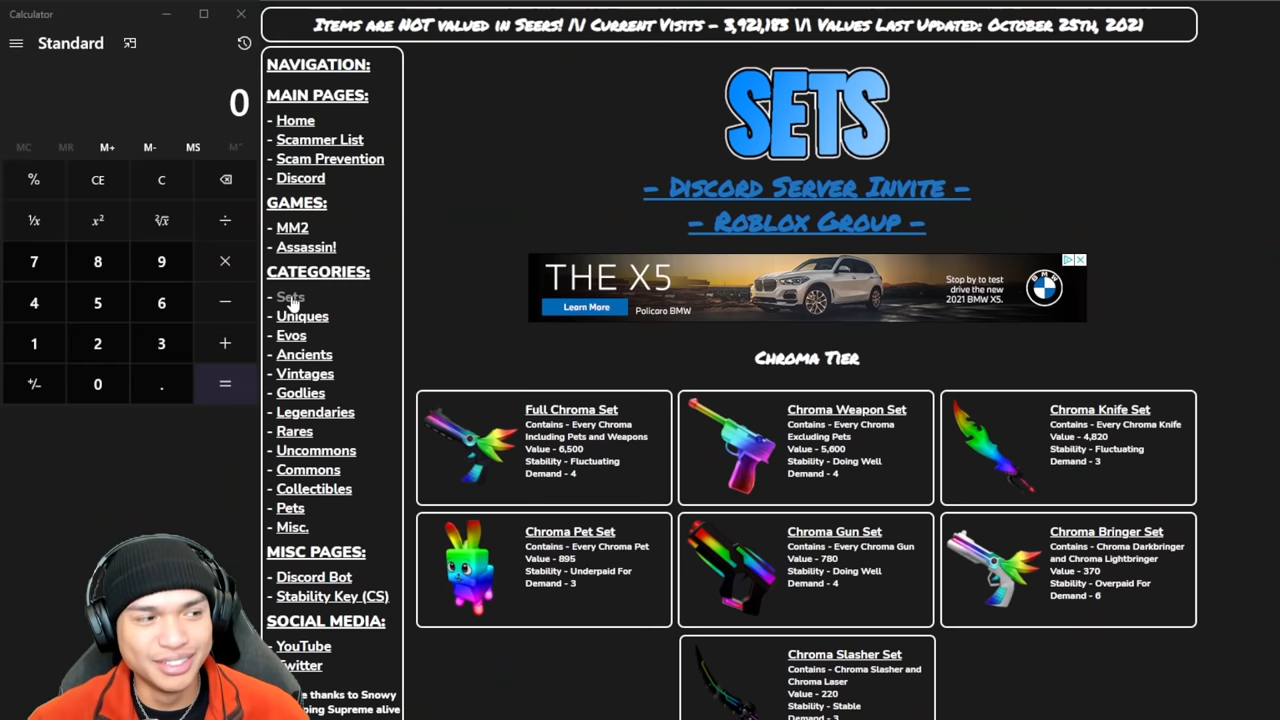 Calculator
Standard
0
MC MR M+ M- MS
% CE C
¹/x x² ²√x ÷
7 8 9 ×
4 5 6 −
1 2 3 +
+/- 0 . =
Items are NOT valued in Seers! /\/ Current Visits - 3,921,183 \/\ Values Last Updated: October 25th, 2021
NAVIGATION:
MAIN PAGES:
- Home
- Scammer List
- Scam Prevention
- Discord
GAMES:
- MM2
- Assassin!
CATEGORIES:
- Sets
- Uniques
- Evos
- Ancients
- Vintages
- Godlies
- Legendaries
- Rares
- Uncommons
- Commons
- Collectibles
- Pets
- Misc.
MISC PAGES:
- Discord Bot
- Stability Key (CS)
SOCIAL MEDIA:
- YouTube
Twitter
thanks to Snowy
Supreme alive
SETS
- Discord Server Invite -
- Roblox Group -
THE X5
Learn More
Policaro BMW
Stop by to test
drive the new
2021 BMW X5.
BMW
Chroma Tier
Full Chroma Set
Contains - Every Chroma
Including Pets and Weapons
Value - 6,500
Stability - Fluctuating
Demand - 4
Chroma Weapon Set
Contains - Every Chroma
Excluding Pets
Value - 5,600
Stability - Doing Well
Demand - 4
Chroma Knife Set
Contains - Every Chroma Knife
Value - 4,820
Stability - Fluctuating
Demand - 3
Chroma Pet Set
Contains - Every Chroma Pet
Value - 895
Stability - Underpaid For
Demand - 3
Chroma Gun Set
Contains - Every Chroma Gun
Value - 780
Stability - Doing Well
Demand - 4
Chroma Bringer Set
Contains - Chroma Darkbringer
and Chroma Lightbringer
Value - 370
Stability - Overpaid For
Demand - 6
Chroma Slasher Set
Contains - Chroma Slasher and
Chroma Laser
Value - 220
Stability - Stable
Demand - 3